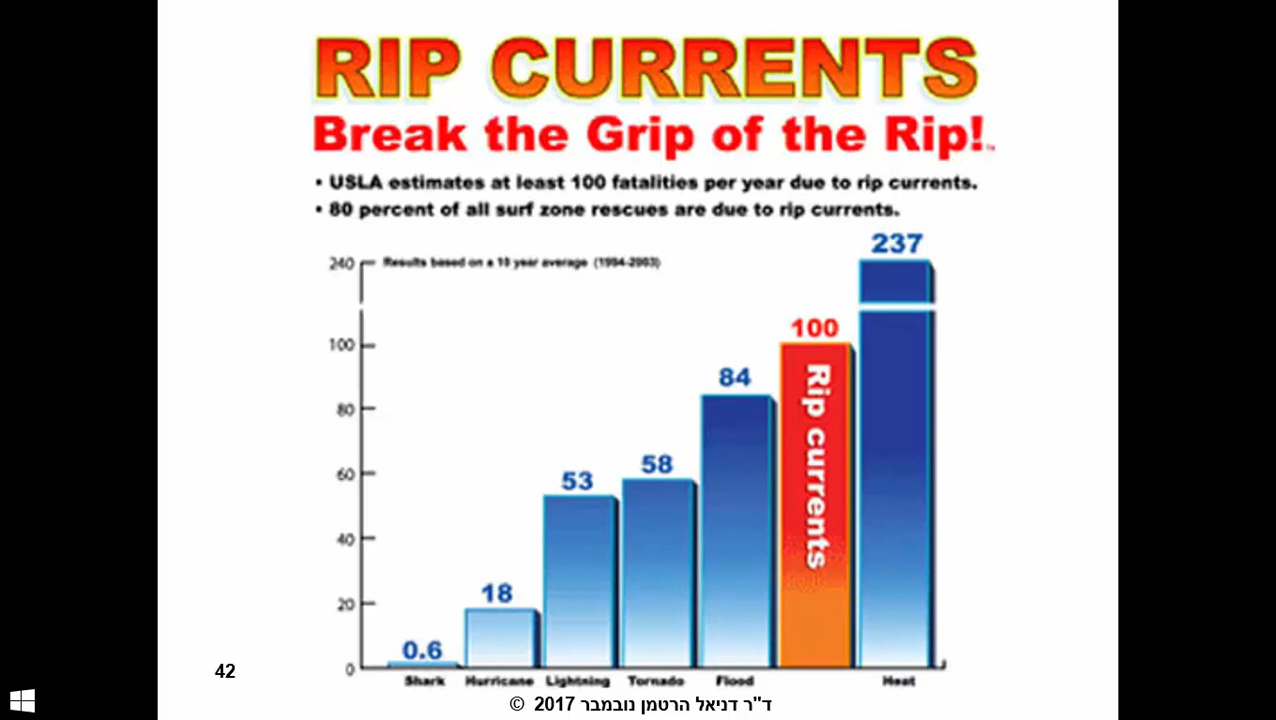 RIP CURRENTS
Break the Grip of the Rip!
• USLA estimates at least 100 fatalities per year due to rip currents.
• 80 percent of all surf zone rescues are due to rip currents.
237
240 Results based on a 10 year average (1994-2003)
100
100
Rip currents
84
80
58
60
53
40
18
20
0.6
0
Shark Hurricane Lightning Tornado Flood Heat
42
ד"ר דניאל הרטמן נובמבר 2017 ©